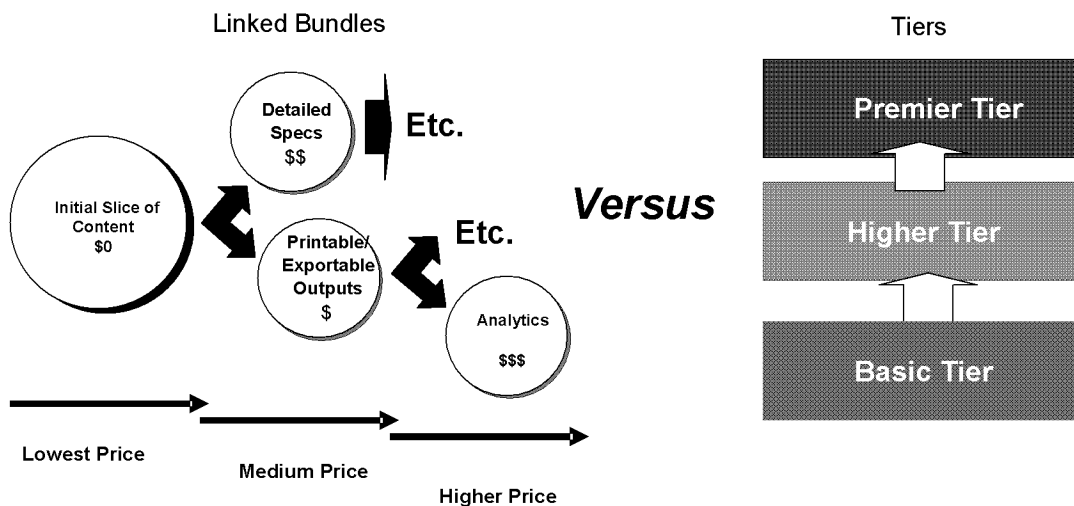 Linked Bundles
Detailed
Specs
$$
Etc.
Initial Slice of
Content
$0
Printable/
Exportable
Outputs
$
Etc.
Analytics
$$$
Lowest Price
Medium Price
Higher Price
Versus
Tiers
Premier Tier
Higher Tier
Basic Tier